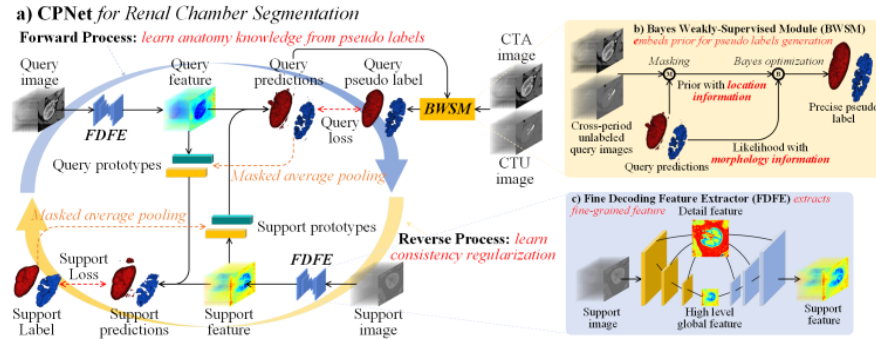 a) CPNet for Renal Chamber Segmentation
Forward Process: learn anatomy knowledge from pseudo labels
Query image
Query feature
Query predictions
Query pseudo label
CTA image
FDFE
Query loss
BWSM
CTU image
Query prototypes
Masked average pooling
Masked average pooling
Support prototypes
Reverse Process: learn consistency regularization
Support Loss
FDFE
Support Label
Support predictions
Support feature
Support image
b) Bayes Weakly-Supervised Module (BWSM)
embeds prior for pseudo labels generation
Masking
Bayes optimization
M
B
Prior with location information
Cross-period unlabeled query images
Precise pseudo label
Query predictions
Likelihood with morphology information
c) Fine Decoding Feature Extractor (FDFE) extracts fine-grained feature
Detail feature
Support image
High level global feature
Support feature